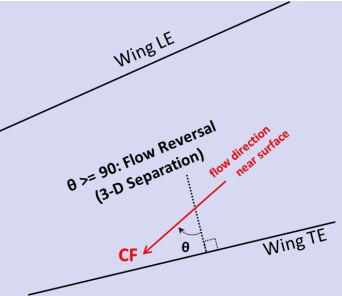 Wing LE
θ >= 90: Flow Reversal
(3-D Separation)
flow direction
near surface
CF
θ
Wing TE